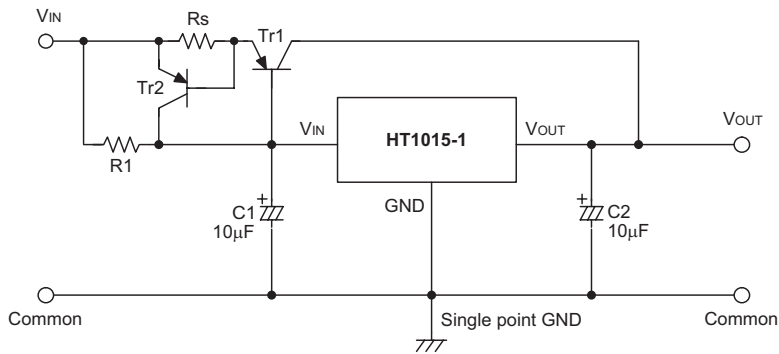 VIN
Rs
Tr1
Tr2
R1
VIN
HT1015-1
VOUT
VOUT
GND
C1
10µF
C2
10µF
Common
Single point GND
Common